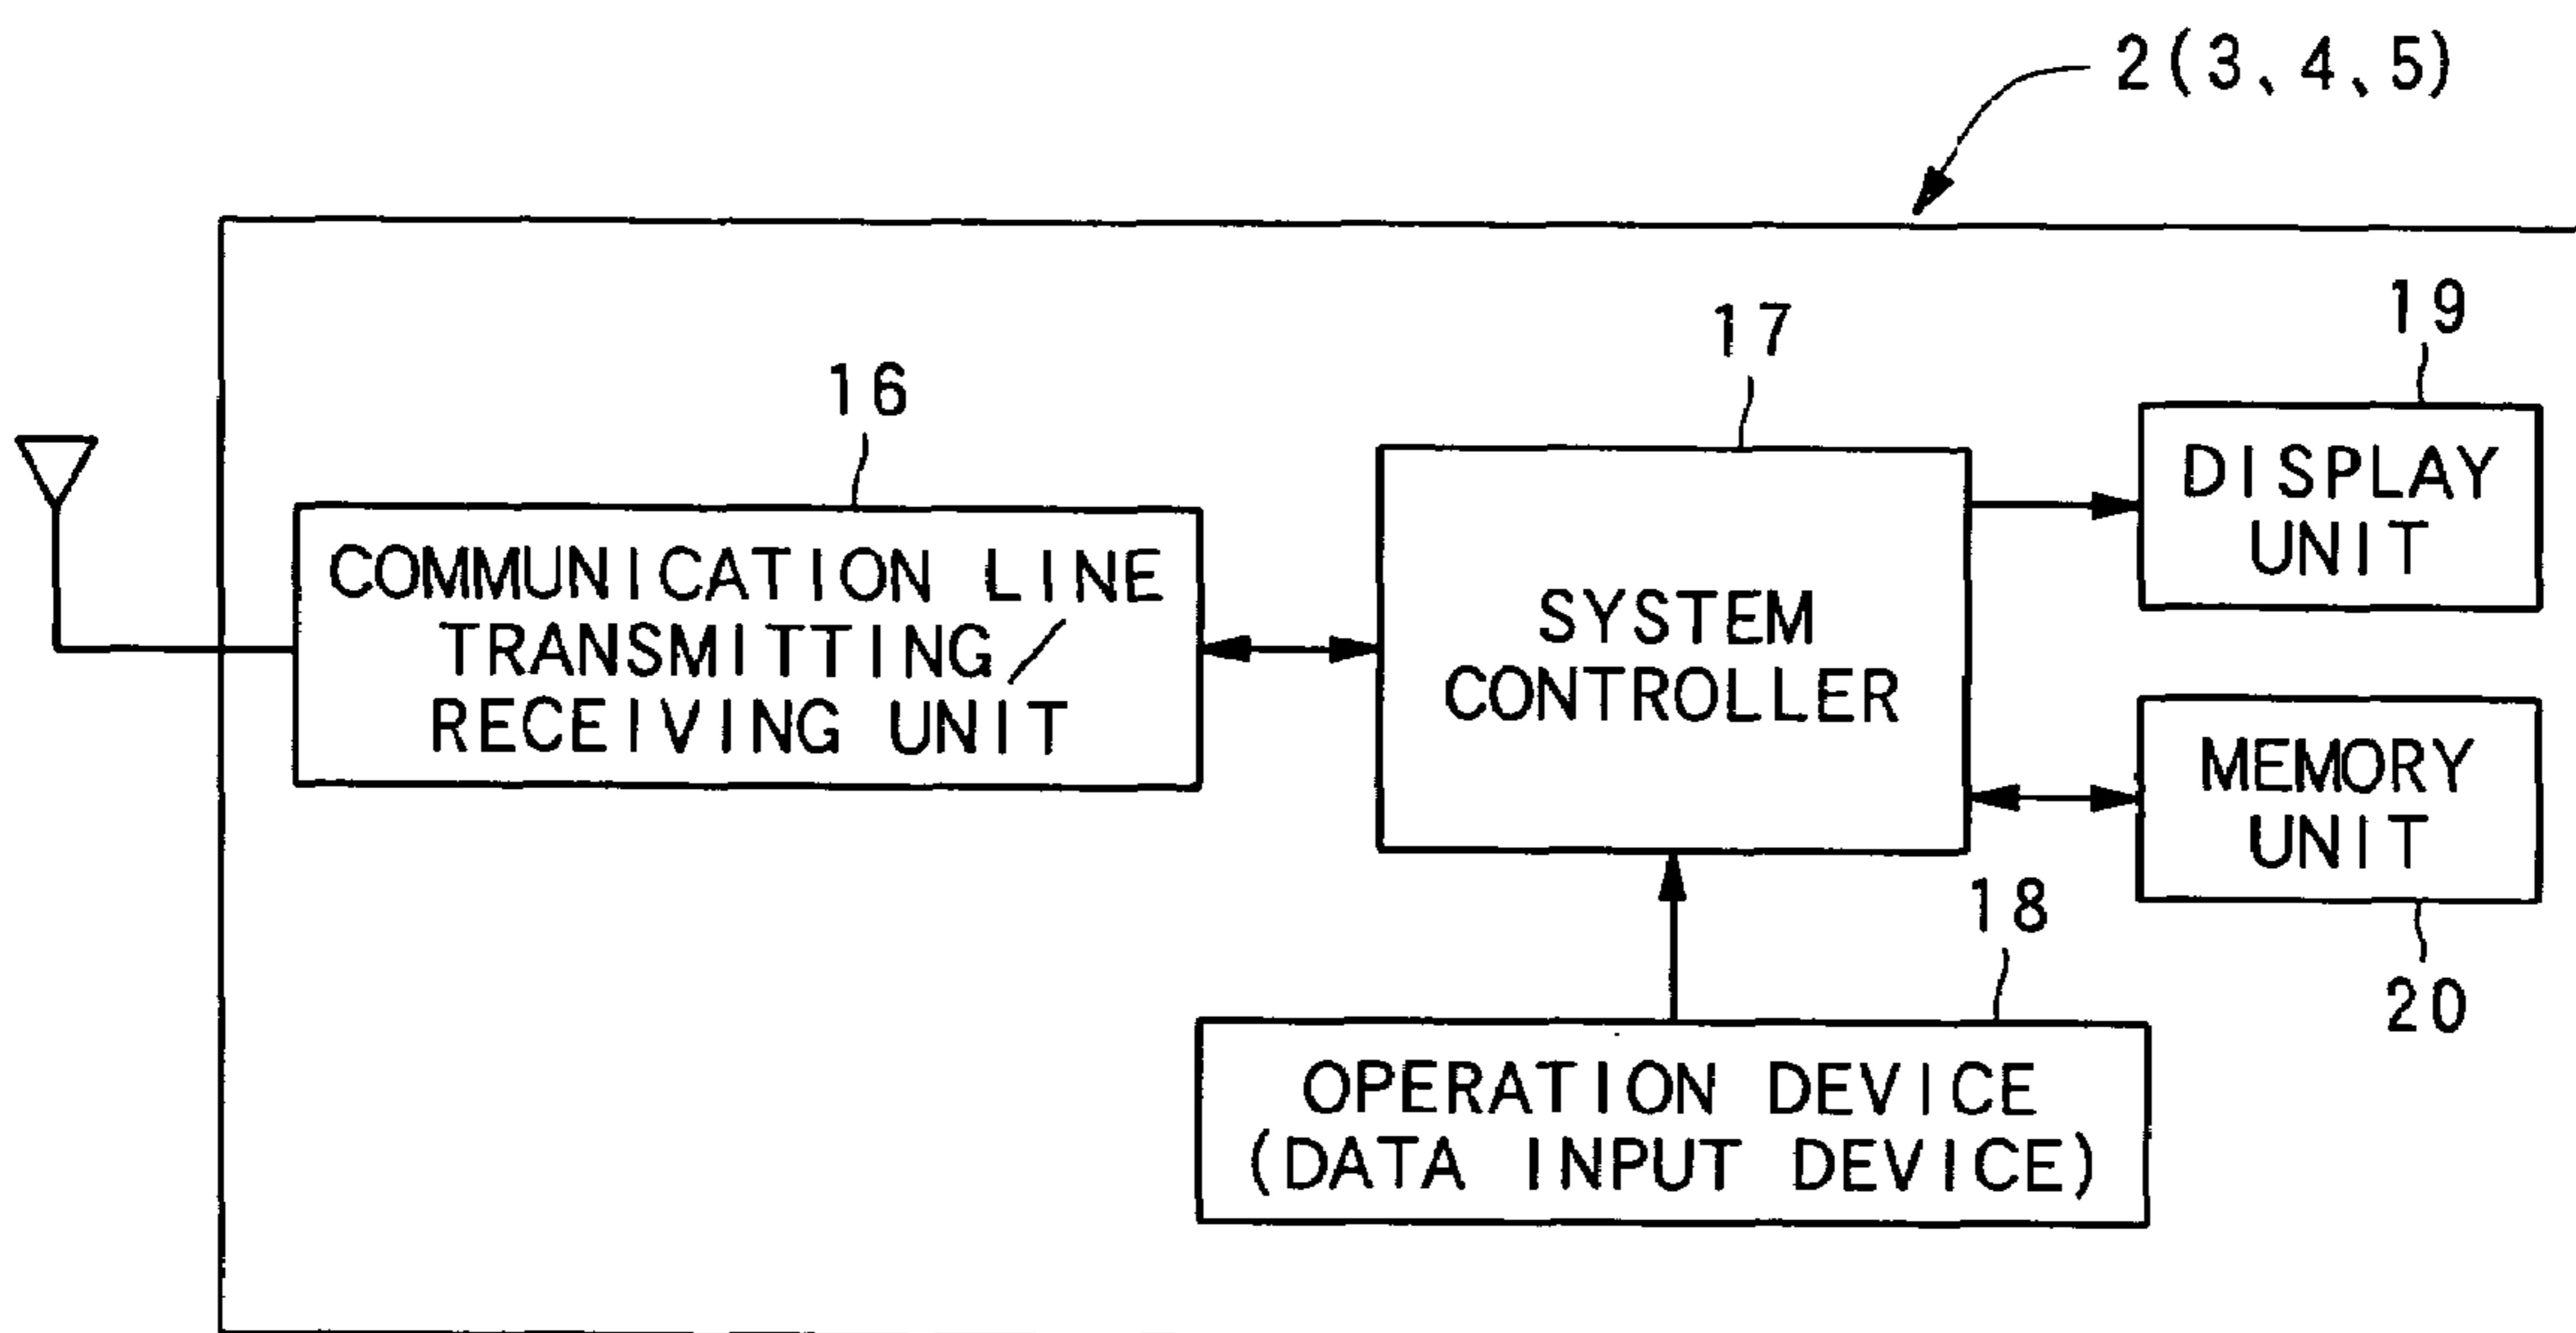 2(3、4、5)
16
COMMUNICATION LINE
TRANSMITTING/
RECEIVING UNIT
17
SYSTEM
CONTROLLER
19
DISPLAY
UNIT
MEMORY
UNIT
20
18
OPERATION DEVICE
(DATA INPUT DEVICE)